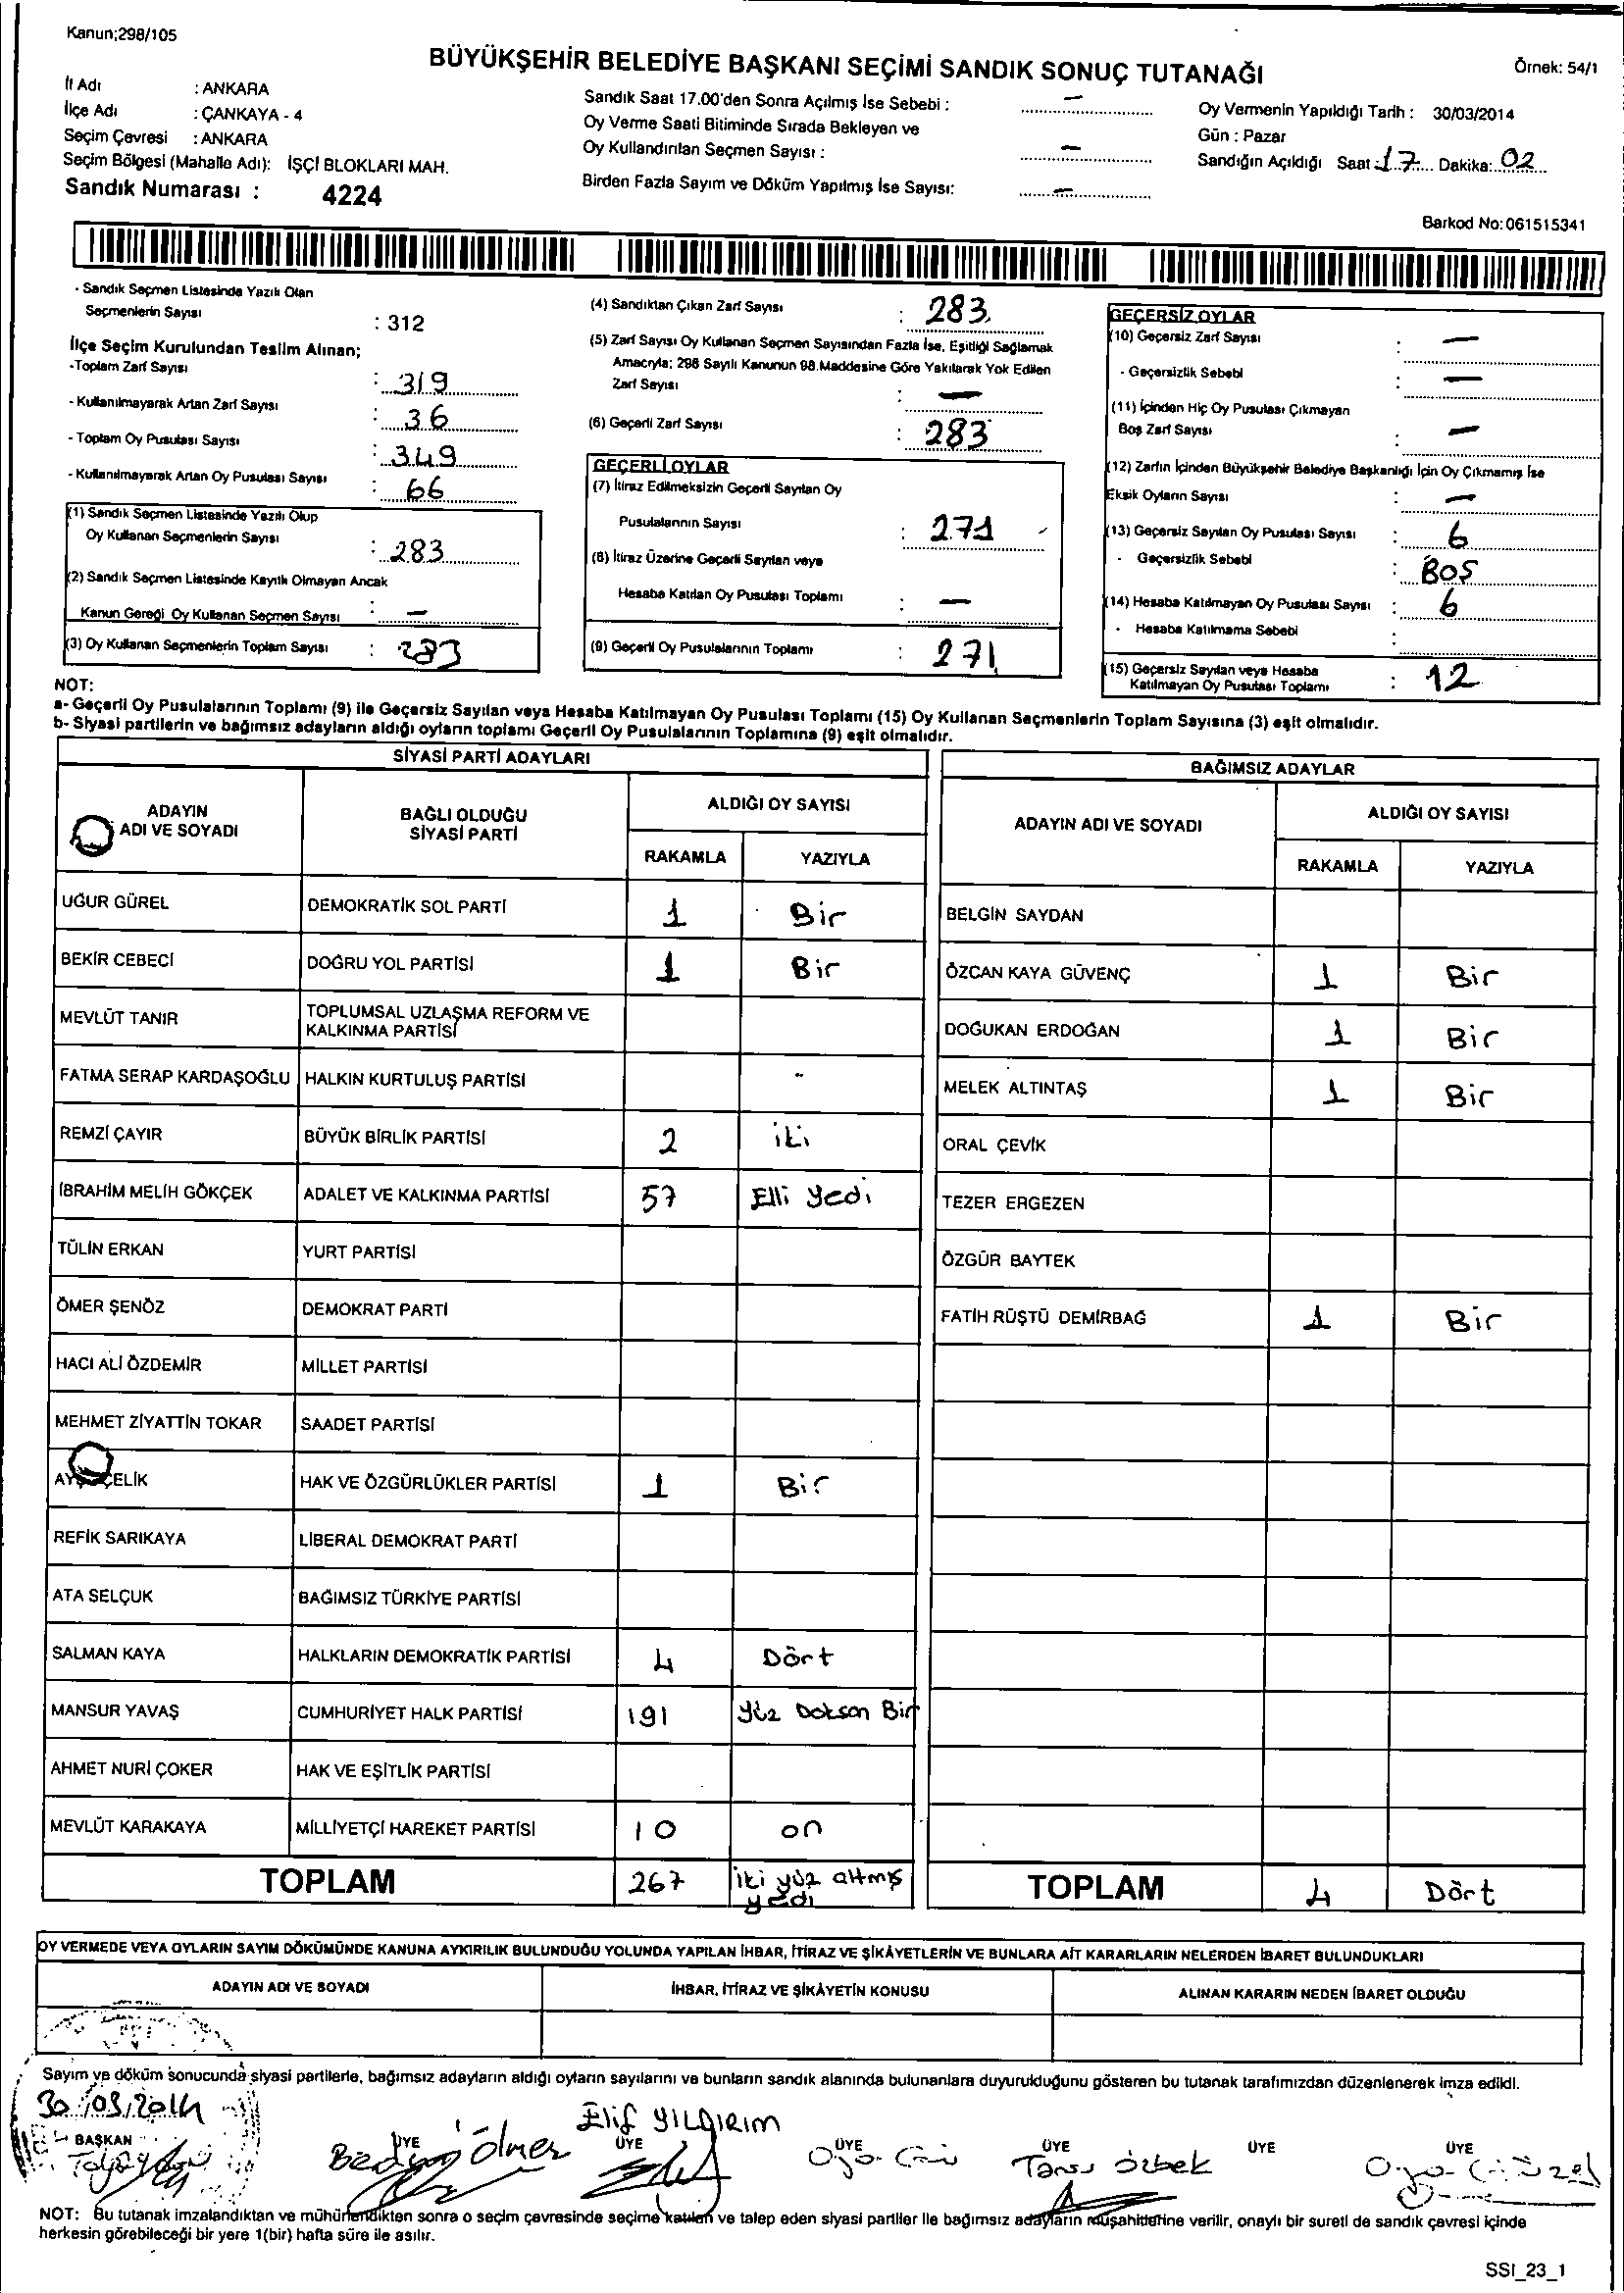 Kanun;298/105
BÜYÜKŞEHİR BELEDİYE BAŞKANI SEÇİMİ SANDIK SONUÇ TUTANAĞI
Örnek: 54/1
İl Adı : ANKARA
İlçe Adı : ÇANKAYA - 4
Seçim Çevresi : ANKARA
Seçim Bölgesi (Mahalle Adı): İŞÇİ BLOKLARI MAH.
Sandık Numarası : 4224
Sandık Saat 17.00'den Sonra Açılmış İse Sebebi : —
Oy Verme Saati Bitiminde Sırada Bekleyen ve
Oy Kullandırılan Seçmen Sayısı : —
Birden Fazla Sayım ve Döküm Yapılmış İse Sayısı: —
Oy Vermenin Yapıldığı Tarih : 30/03/2014
Gün : Pazar
Sandığın Açıldığı Saat 17 Dakika: 02
Barkod No: 061515341
- Sandık Seçmen Listesinde Yazılı Olan
Seçmenlerin Sayısı : 312
İlçe Seçim Kurulundan Teslim Alınan;
-Toplam Zarf Sayısı : 319
- Kullanılmayarak Artan Zarf Sayısı : 36
- Toplam Oy Pusulası Sayısı : 349
- Kullanılmayarak Artan Oy Pusulası Sayısı : 66
(1) Sandık Seçmen Listesinde Yazılı Olup
Oy Kullanan Seçmenlerin Sayısı : 283
(2) Sandık Seçmen Listesinde Kayıtlı Olmayan Ancak
Kanun Gereği Oy Kullanan Seçmen Sayısı : —
(3) Oy Kullanan Seçmenlerin Toplam Sayısı : 283
(4) Sandıktan Çıkan Zarf Sayısı : 283
(5) Zarf Sayısı Oy Kullanan Seçmen Sayısından Fazla İse, Eşitliği Sağlamak
Amacıyla; 298 Sayılı Kanunun 98.Maddesine Göre Yakılarak Yok Edilen
Zarf Sayısı : —
(6) Geçerli Zarf Sayısı : 283
GEÇERLİ OYLAR
(7) İtiraz Edilmeksizin Geçerli Sayılan Oy
Pusulalarının Sayısı : 271
(8) İtiraz Üzerine Geçerli Sayılan veya
Hesaba Katılan Oy Pusulası Toplamı : —
(9) Geçerli Oy Pusulalarının Toplamı : 271
GEÇERSİZ OYLAR
(10) Geçersiz Zarf Sayısı : —
- Geçersizlik Sebebi : —
(11) İçinden Hiç Oy Pusulası Çıkmayan
Boş Zarf Sayısı : —
(12) Zarfın İçinden Büyükşehir Belediye Başkanlığı İçin Oy Çıkmamış İse
Eksik Oyların Sayısı : —
(13) Geçersiz Sayılan Oy Pusulası Sayısı : 6
- Geçersizlik Sebebi : BOŞ
(14) Hesaba Katılmayan Oy Pusulası Sayısı : 6
- Hesaba Katılmama Sebebi :
(15) Geçersiz Sayılan veya Hesaba
Katılmayan Oy Pusulası Toplamı : 12
NOT:
a- Geçerli Oy Pusulalarının Toplamı (9) ile Geçersiz Sayılan veya Hesaba Katılmayan Oy Pusulası Toplamı (15) Oy Kullanan Seçmenlerin Toplam Sayısına (3) eşit olmalıdır.
b- Siyasi partilerin ve bağımsız adayların aldığı oyların toplamı Geçerli Oy Pusulalarının Toplamına (9) eşit olmalıdır.
SİYASİ PARTİ ADAYLARI
ADAYIN ADI VE SOYADI
BAĞLI OLDUĞU SİYASİ PARTİ
ALDIĞI OY SAYISI
RAKAMLA YAZIYLA
UĞUR GÜREL DEMOKRATİK SOL PARTİ 1 Bir
BEKİR CEBECİ DOĞRU YOL PARTİSİ 1 Bir
MEVLÜT TANIR TOPLUMSAL UZLAŞMA REFORM VE KALKINMA PARTİSİ
FATMA SERAP KARDAŞOĞLU HALKIN KURTULUŞ PARTİSİ
REMZİ ÇAYIR BÜYÜK BİRLİK PARTİSİ 2 iki
İBRAHİM MELİH GÖKÇEK ADALET VE KALKINMA PARTİSİ 57 Elli yedi
TÜLİN ERKAN YURT PARTİSİ
ÖMER ŞENÖZ DEMOKRAT PARTİ
HACI ALİ ÖZDEMİR MİLLET PARTİSİ
MEHMET ZİYATTİN TOKAR SAADET PARTİSİ
ÇELİK HAK VE ÖZGÜRLÜKLER PARTİSİ 1 Bir
REFİK SARIKAYA LİBERAL DEMOKRAT PARTİ
ATA SELÇUK BAĞIMSIZ TÜRKİYE PARTİSİ
SALMAN KAYA HALKLARIN DEMOKRATİK PARTİSİ 4 Dört
MANSUR YAVAŞ CUMHURİYET HALK PARTİSİ 191 Yüz Doksan Bir
AHMET NURİ ÇOKER HAK VE EŞİTLİK PARTİSİ
MEVLÜT KARAKAYA MİLLİYETÇİ HAREKET PARTİSİ 10 on
TOPLAM 267 iki yüz altmış yedi
BAĞIMSIZ ADAYLAR
ADAYIN ADI VE SOYADI
ALDIĞI OY SAYISI
RAKAMLA YAZIYLA
BELGİN SAYDAN
ÖZCAN KAYA GÜVENÇ 1 Bir
DOĞUKAN ERDOĞAN 1 Bir
MELEK ALTINTAŞ 1 Bir
ORAL ÇEVİK
TEZER ERGEZEN
ÖZGÜR BAYTEK
FATİH RÜŞTÜ DEMİRBAĞ 1 Bir
TOPLAM 4 Dört
OY VERMEDE VEYA OYLARIN SAYIM DÖKÜMÜNDE KANUNA AYKIRILIK BULUNDUĞU YOLUNDA YAPILAN İHBAR, İTİRAZ VE ŞİKÂYETLERİN VE BUNLARA AİT KARARLARIN NELERDEN İBARET BULUNDUKLARI
ADAYIN ADI VE SOYADI İHBAR, İTİRAZ VE ŞİKÂYETİN KONUSU ALINAN KARARIN NEDEN İBARET OLDUĞU
Sayım ve döküm sonucunda siyasi partilerle, bağımsız adayların aldığı oyların sayılarını ve bunların sandık alanında bulunanlara duyurulduğunu gösteren bu tutanak tarafımızdan düzenlenerek imza edildi.
30/03/2014
Elif YILDIRIM
BAŞKAN ÜYE ÜYE ÜYE ÜYE ÜYE ÜYE
Tansu özbek
NOT: Bu tutanak imzalandıktan ve mühürlendikten sonra o seçim çevresinde seçime katılan ve talep eden siyasi partiler ile bağımsız adayların müşahitlerine verilir, onaylı bir sureti de sandık çevresi içinde
herkesin görebileceği bir yere 1(bir) hafta süre ile asılır.
SSI_23_1